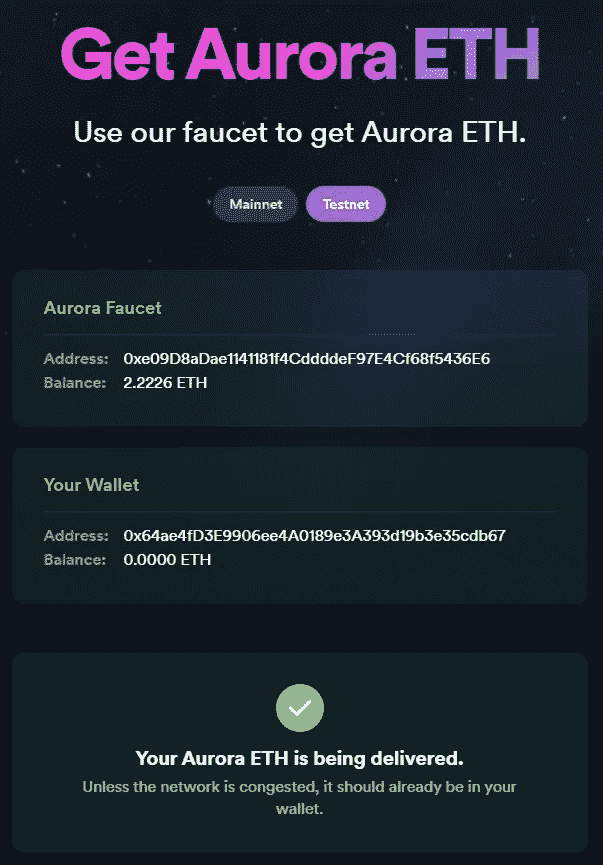 Get Aurora ETH
Use our faucet to get Aurora ETH.
Mainnet Testnet
Aurora Faucet
Address: 0xe09D8aDae1141181f4CddddeF97E4Cf68f5436E6
Balance: 2.2226 ETH
Your Wallet
Address: 0x64ae4fD3E9906ee4A0189e3A393d19b3e35cdb67
Balance: 0.0000 ETH
Your Aurora ETH is being delivered.
Unless the network is congested, it should already be in your
wallet.